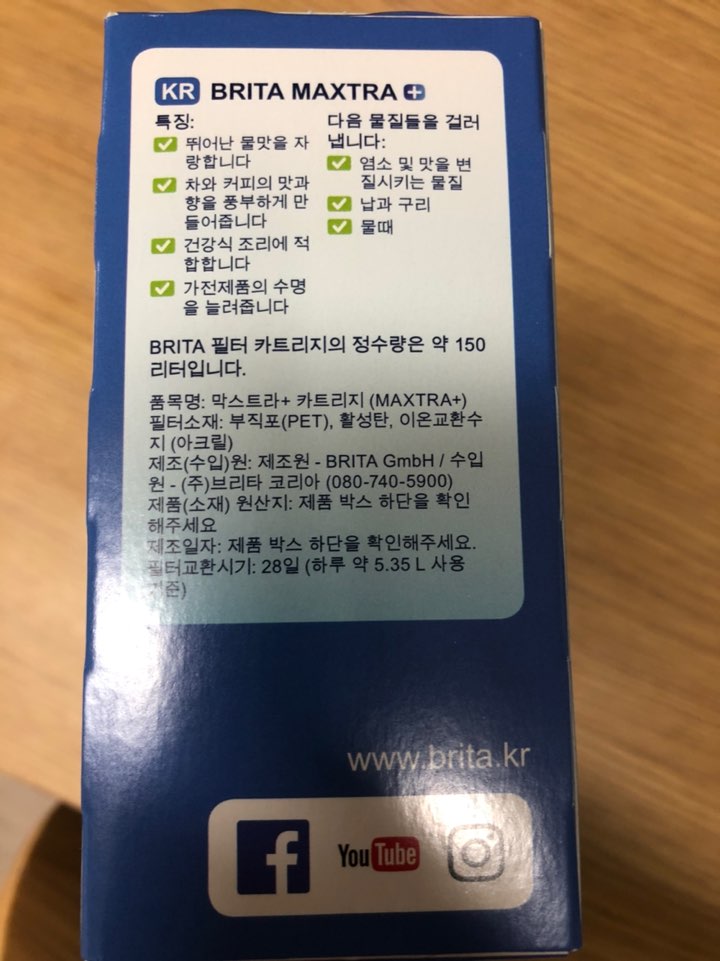 KR BRITA MAXTRA +
특징:
뛰어난 물맛을 자
랑합니다
차와 커피의 맛과
향을 풍부하게 만
들어줍니다
건강식 조리에 적
합합니다
가전제품의 수명
을 늘려줍니다
다음 물질들을 걸러
냅니다:
염소 및 맛을 변
질시키는 물질
납과 구리
물때
BRITA 필터 카트리지의 정수량은 약 150
리터입니다.
품목명: 막스트라+ 카트리지 (MAXTRA+)
필터소재: 부직포(PET), 활성탄, 이온교환수
지 (아크릴)
제조(수입)원: 제조원 - BRITA GmbH / 수입
원 - (주)브리타 코리아 (080-740-5900)
제품(소재) 원산지: 제품 박스 하단을 확인
해주세요
제조일자: 제품 박스 하단을 확인해주세요.
필터교환시기: 28일 (하루 약 5.35 L 사용
기준)
www.brita.kr
f
YouTube